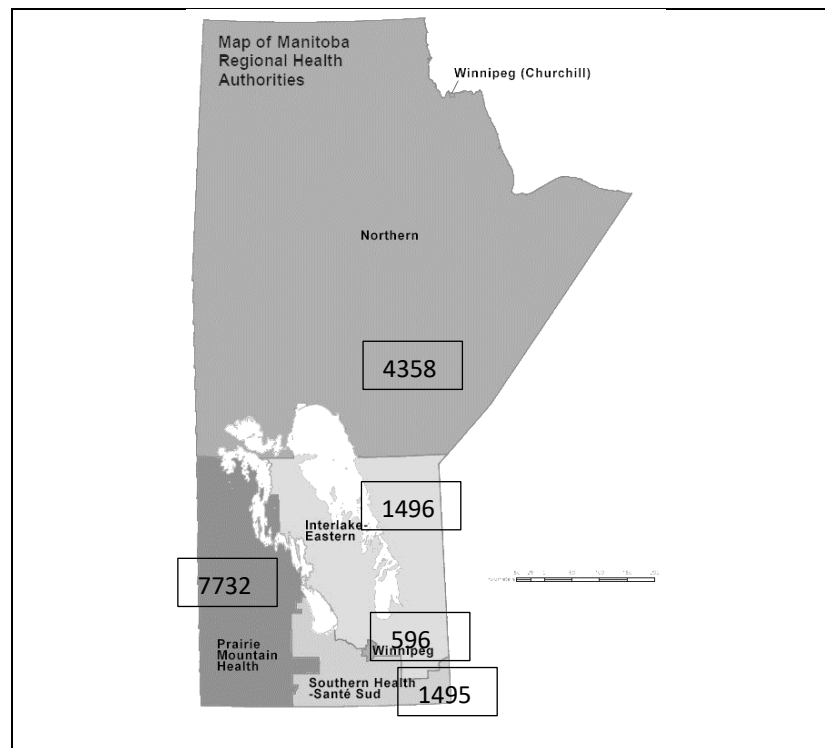 Map of Manitoba
Regional Health
Authorities
Winnipeg (Churchill)
Northern
4358
1496
Interlake-
Eastern
7732
596
Winnipeg
Prairie
Mountain
Health
Southern Health
-Santé Sud
1495